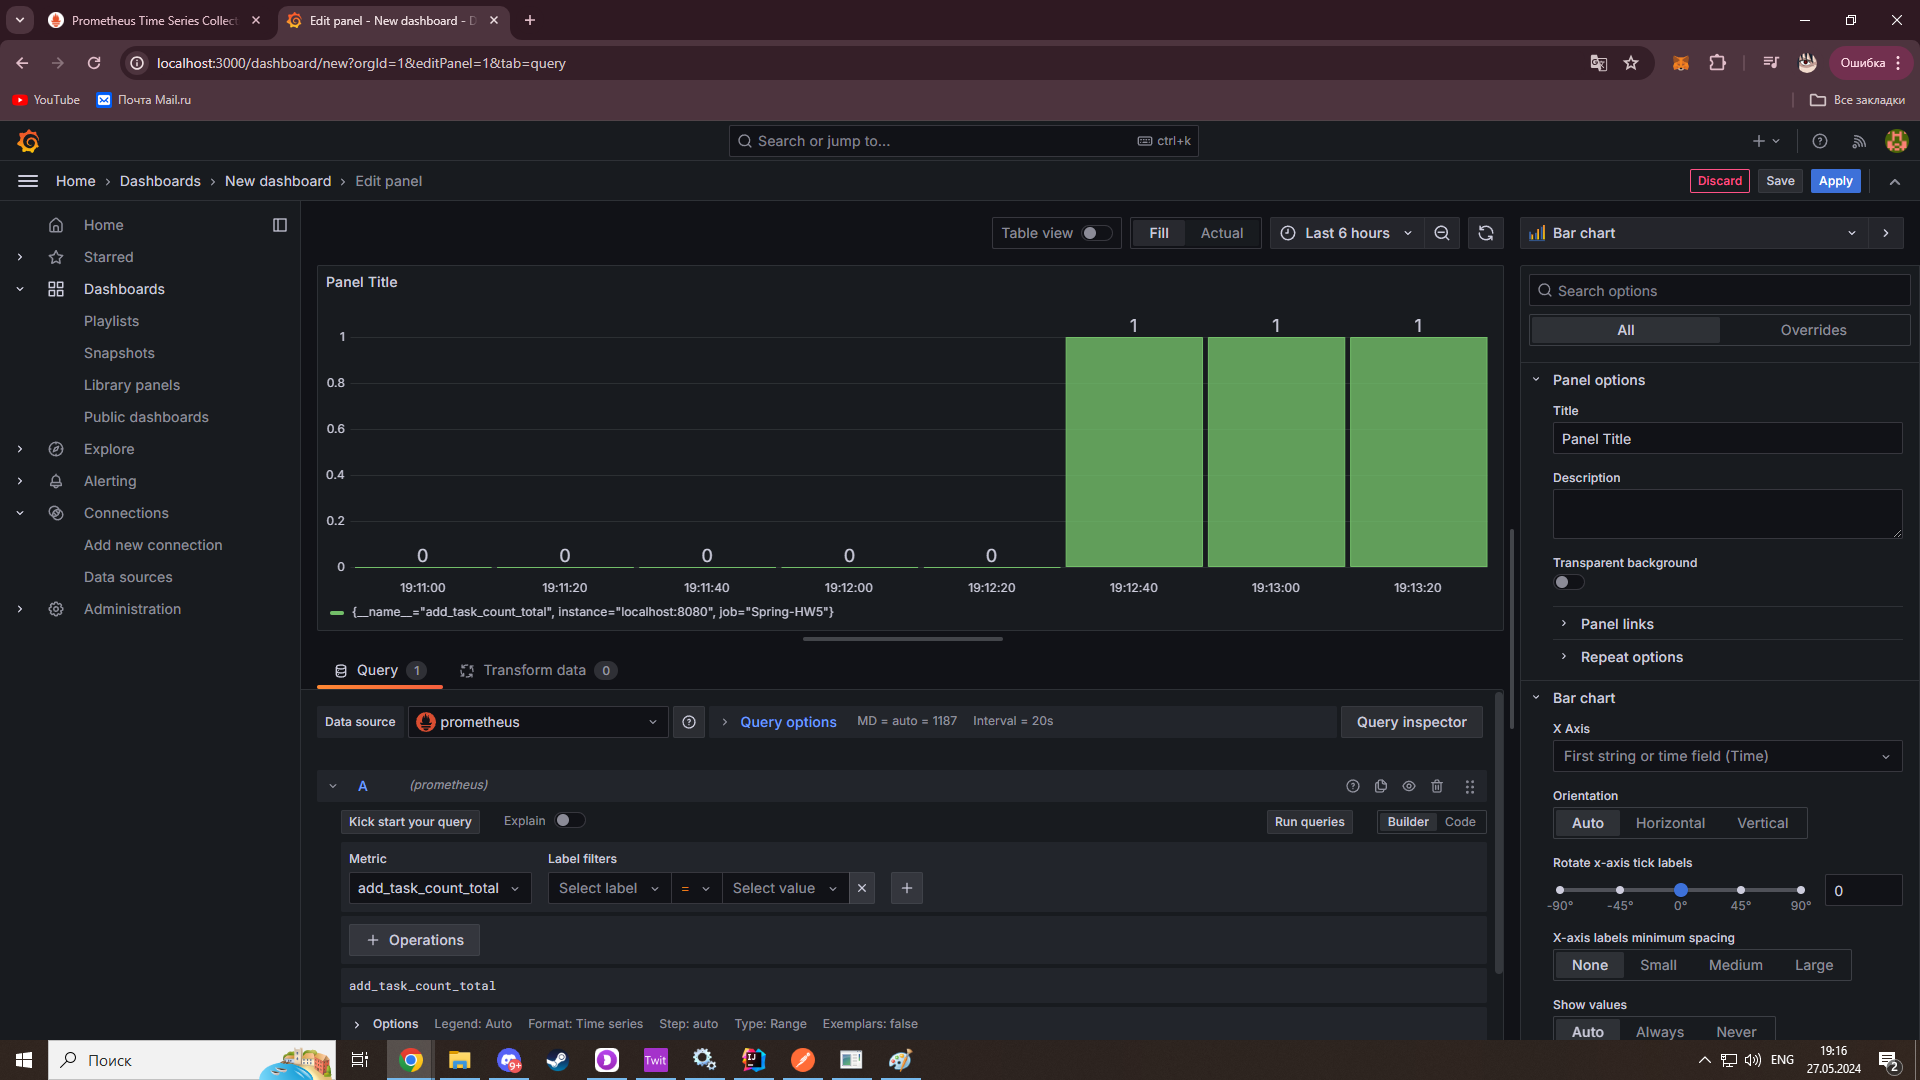 Prometheus Time Series Collect
Edit panel - New dashboard - D
localhost:3000/dashboard/new?orgId=1&editPanel=1&tab=query
Ошибка
YouTube
Почта Mail.ru
Все закладки
Search or jump to...
ctrl+k
Home › Dashboards › New dashboard › Edit panel
Discard
Save
Apply
Home
Starred
Dashboards
Playlists
Snapshots
Library panels
Public dashboards
Explore
Alerting
Connections
Add new connection
Data sources
Administration
Table view
Fill
Actual
Last 6 hours
Panel Title
1
0.8
0.6
0.4
0.2
0
0 0 0 0 0 1 1 1
19:11:00 19:11:20 19:11:40 19:12:00 19:12:20 19:12:40 19:13:00 19:13:20
{__name__="add_task_count_total", instance="localhost:8080", job="Spring-HW5"}
Query 1
Transform data 0
Data source
prometheus
Query options
MD = auto = 1187
Interval = 20s
Query inspector
A
(prometheus)
Kick start your query
Explain
Run queries
Builder
Code
Metric
Label filters
add_task_count_total
Select label
=
Select value
+ Operations
add_task_count_total
Options
Legend: Auto
Format: Time series
Step: auto
Type: Range
Exemplars: false
Bar chart
Search options
All
Overrides
Panel options
Title
Panel Title
Description
Transparent background
Panel links
Repeat options
Bar chart
X Axis
First string or time field (Time)
Orientation
Auto
Horizontal
Vertical
Rotate x-axis tick labels
0
-90° -45° 0° 45° 90°
X-axis labels minimum spacing
None
Small
Medium
Large
Show values
Auto
Always
Never
Поиск
9+
Twit
IJ
ENG
19:16
27.05.2024
2